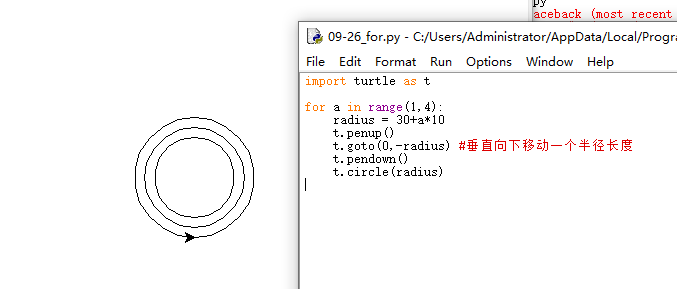 py
aceback (most recent
09-26_for.py - C:/Users/Administrator/AppData/Local/Progra
File Edit Format Run Options Window Help
import turtle as t
for a in range(1,4):
    radius = 30+a*10
    t.penup()
    t.goto(0,-radius) #垂直向下移动一个半径长度
    t.pendown()
    t.circle(radius)